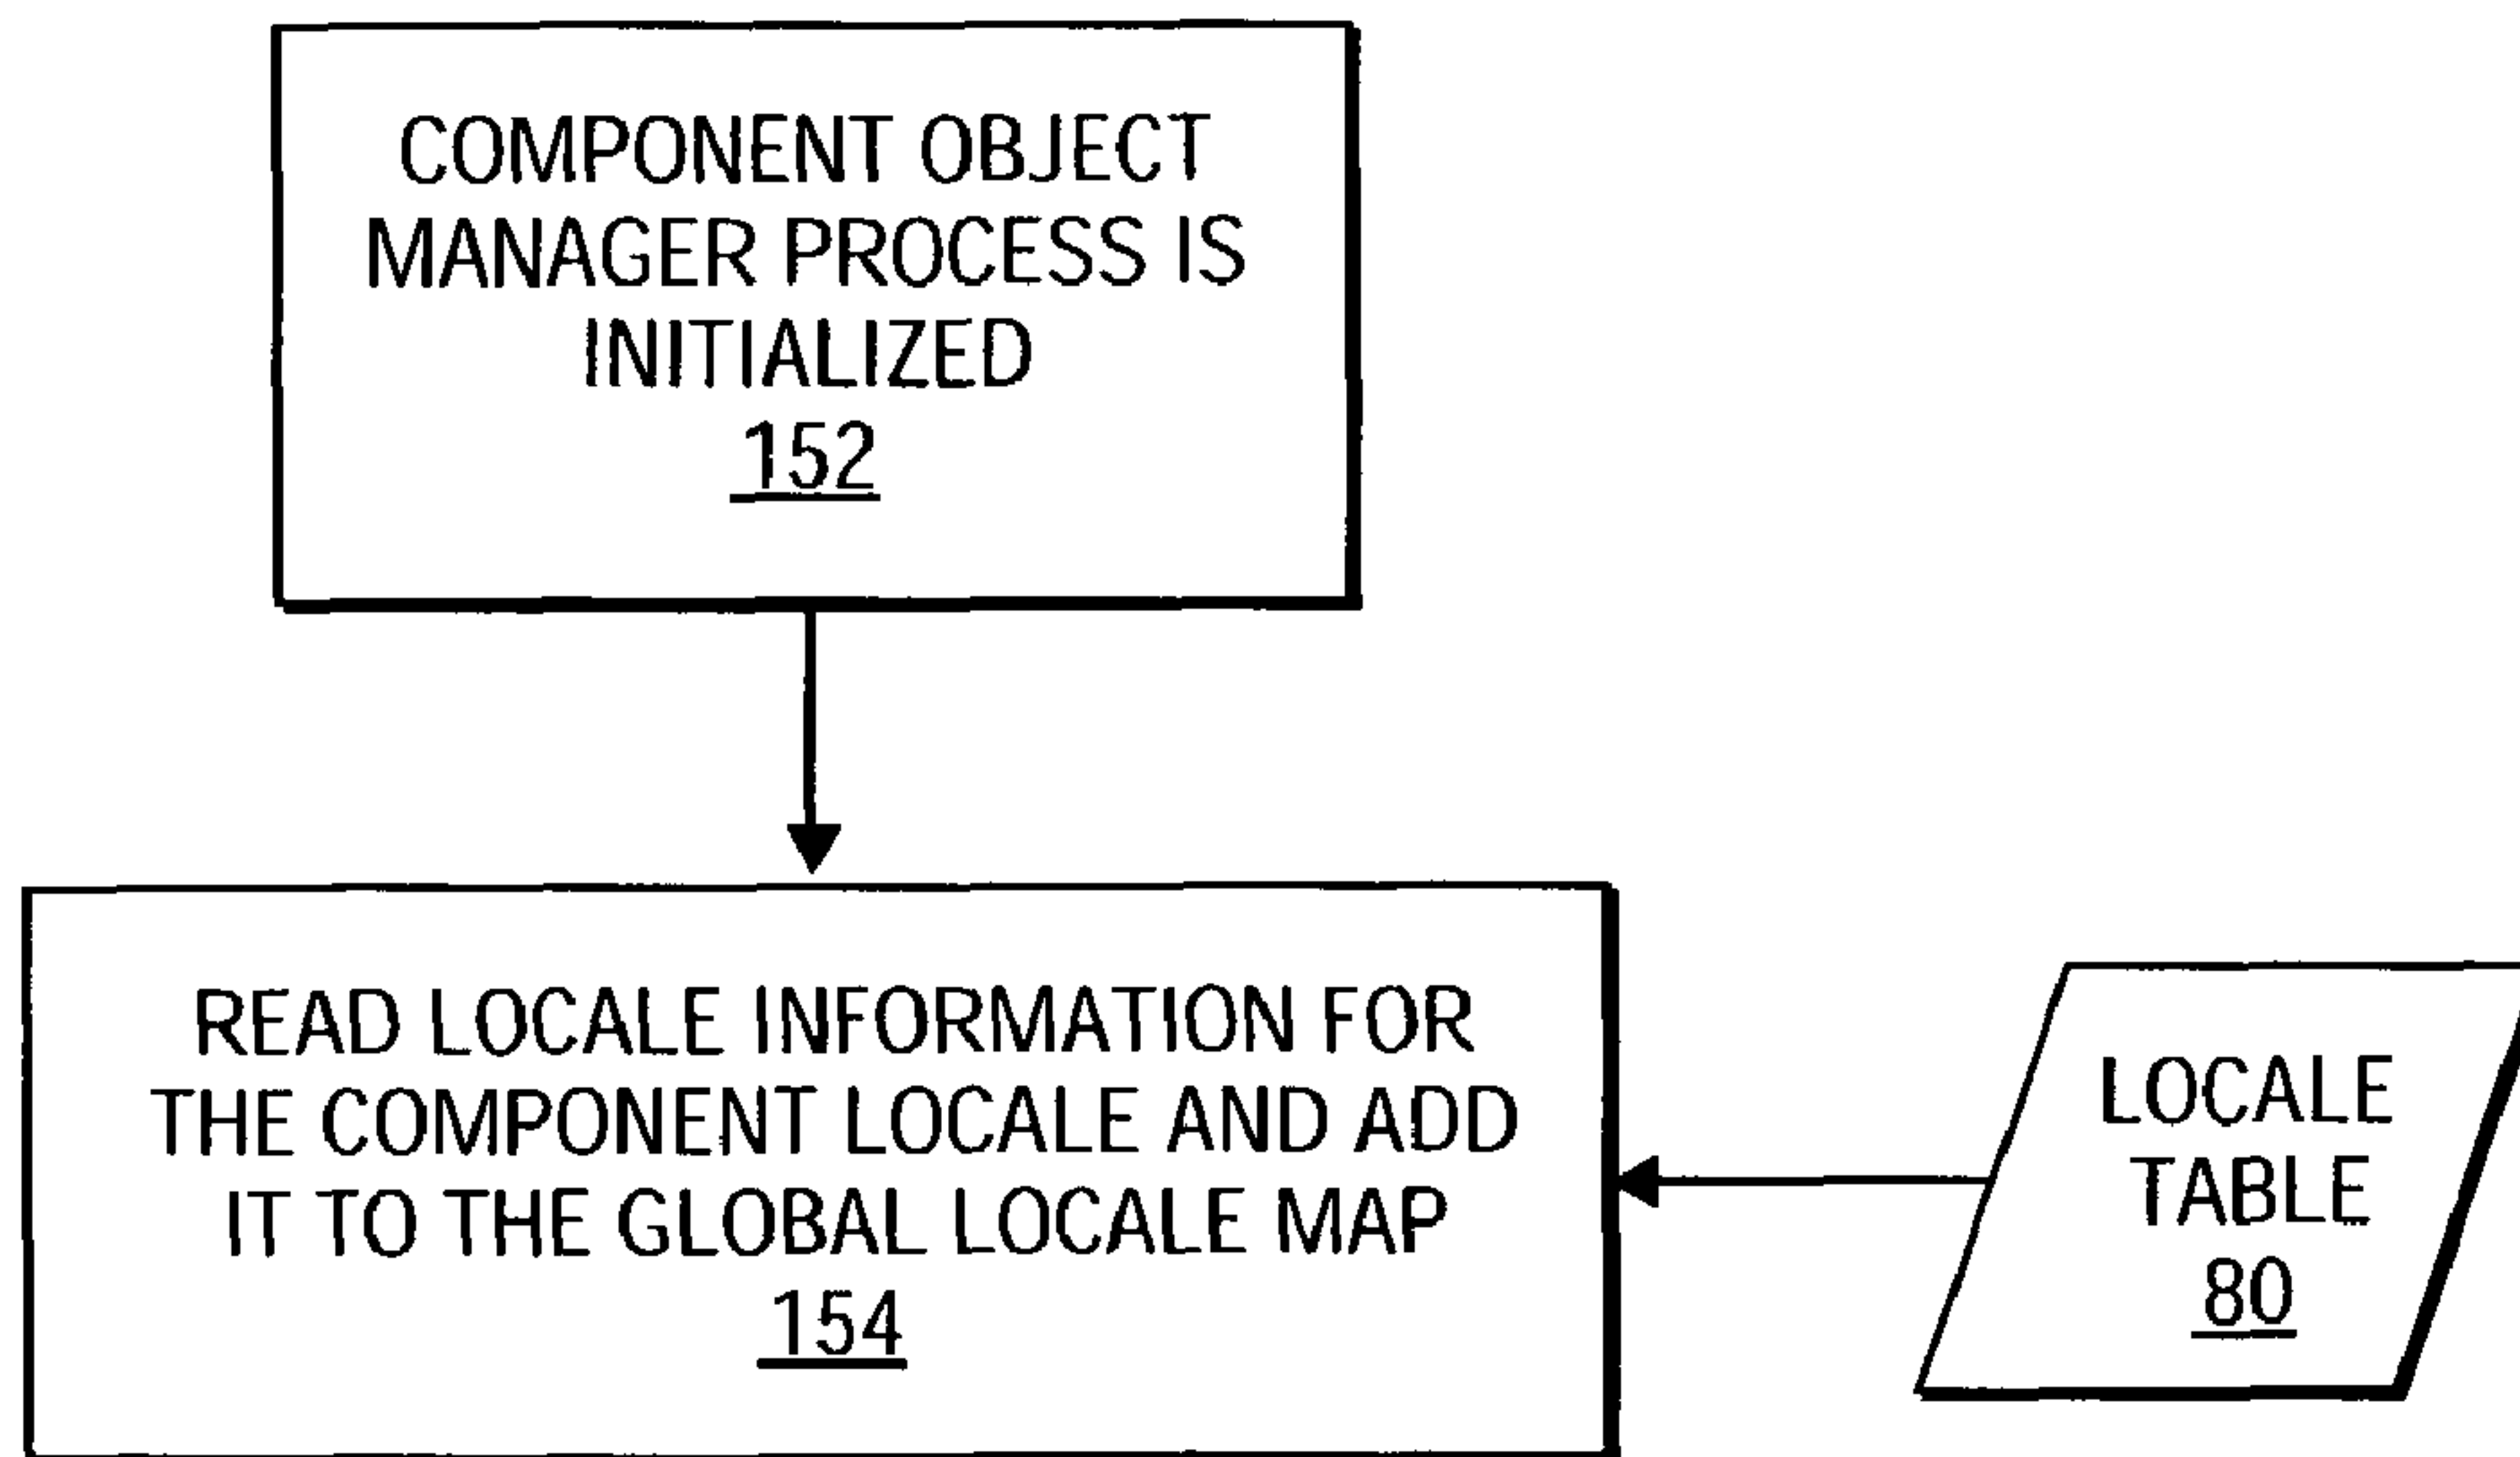 COMPONENT OBJECT
MANAGER PROCESS IS
INITIALIZED
152
READ LOCALE INFORMATION FOR
THE COMPONENT LOCALE AND ADD
IT TO THE GLOBAL LOCALE MAP
154
LOCALE
TABLE
80